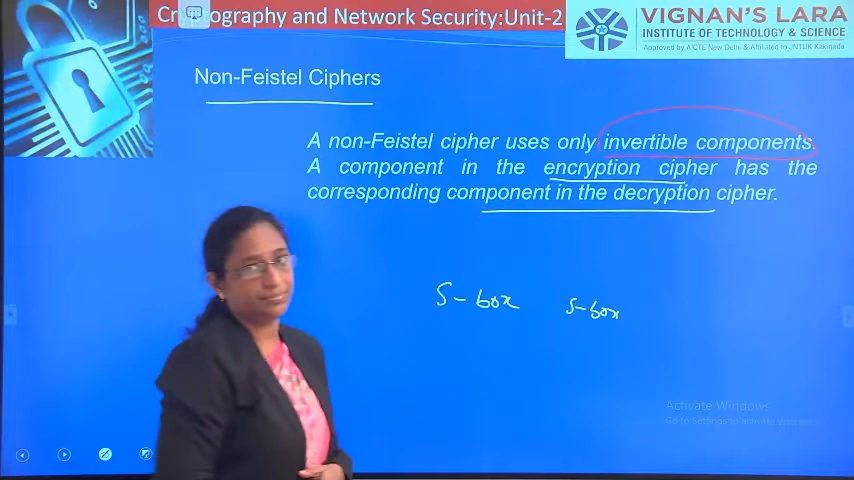 Cryptography and Network Security:Unit-2
VIGNAN'S LARA
INSTITUTE OF TECHNOLOGY & SCIENCE
Approved by AICTE New Delhi & Affiliated to JNTUK Kakinada
Non-Feistel Ciphers
A non-Feistel cipher uses only invertible components.
A component in the encryption cipher has the
corresponding component in the decryption cipher.
S-box S-box
Activate Windows
Go to Settings to activate Windows.